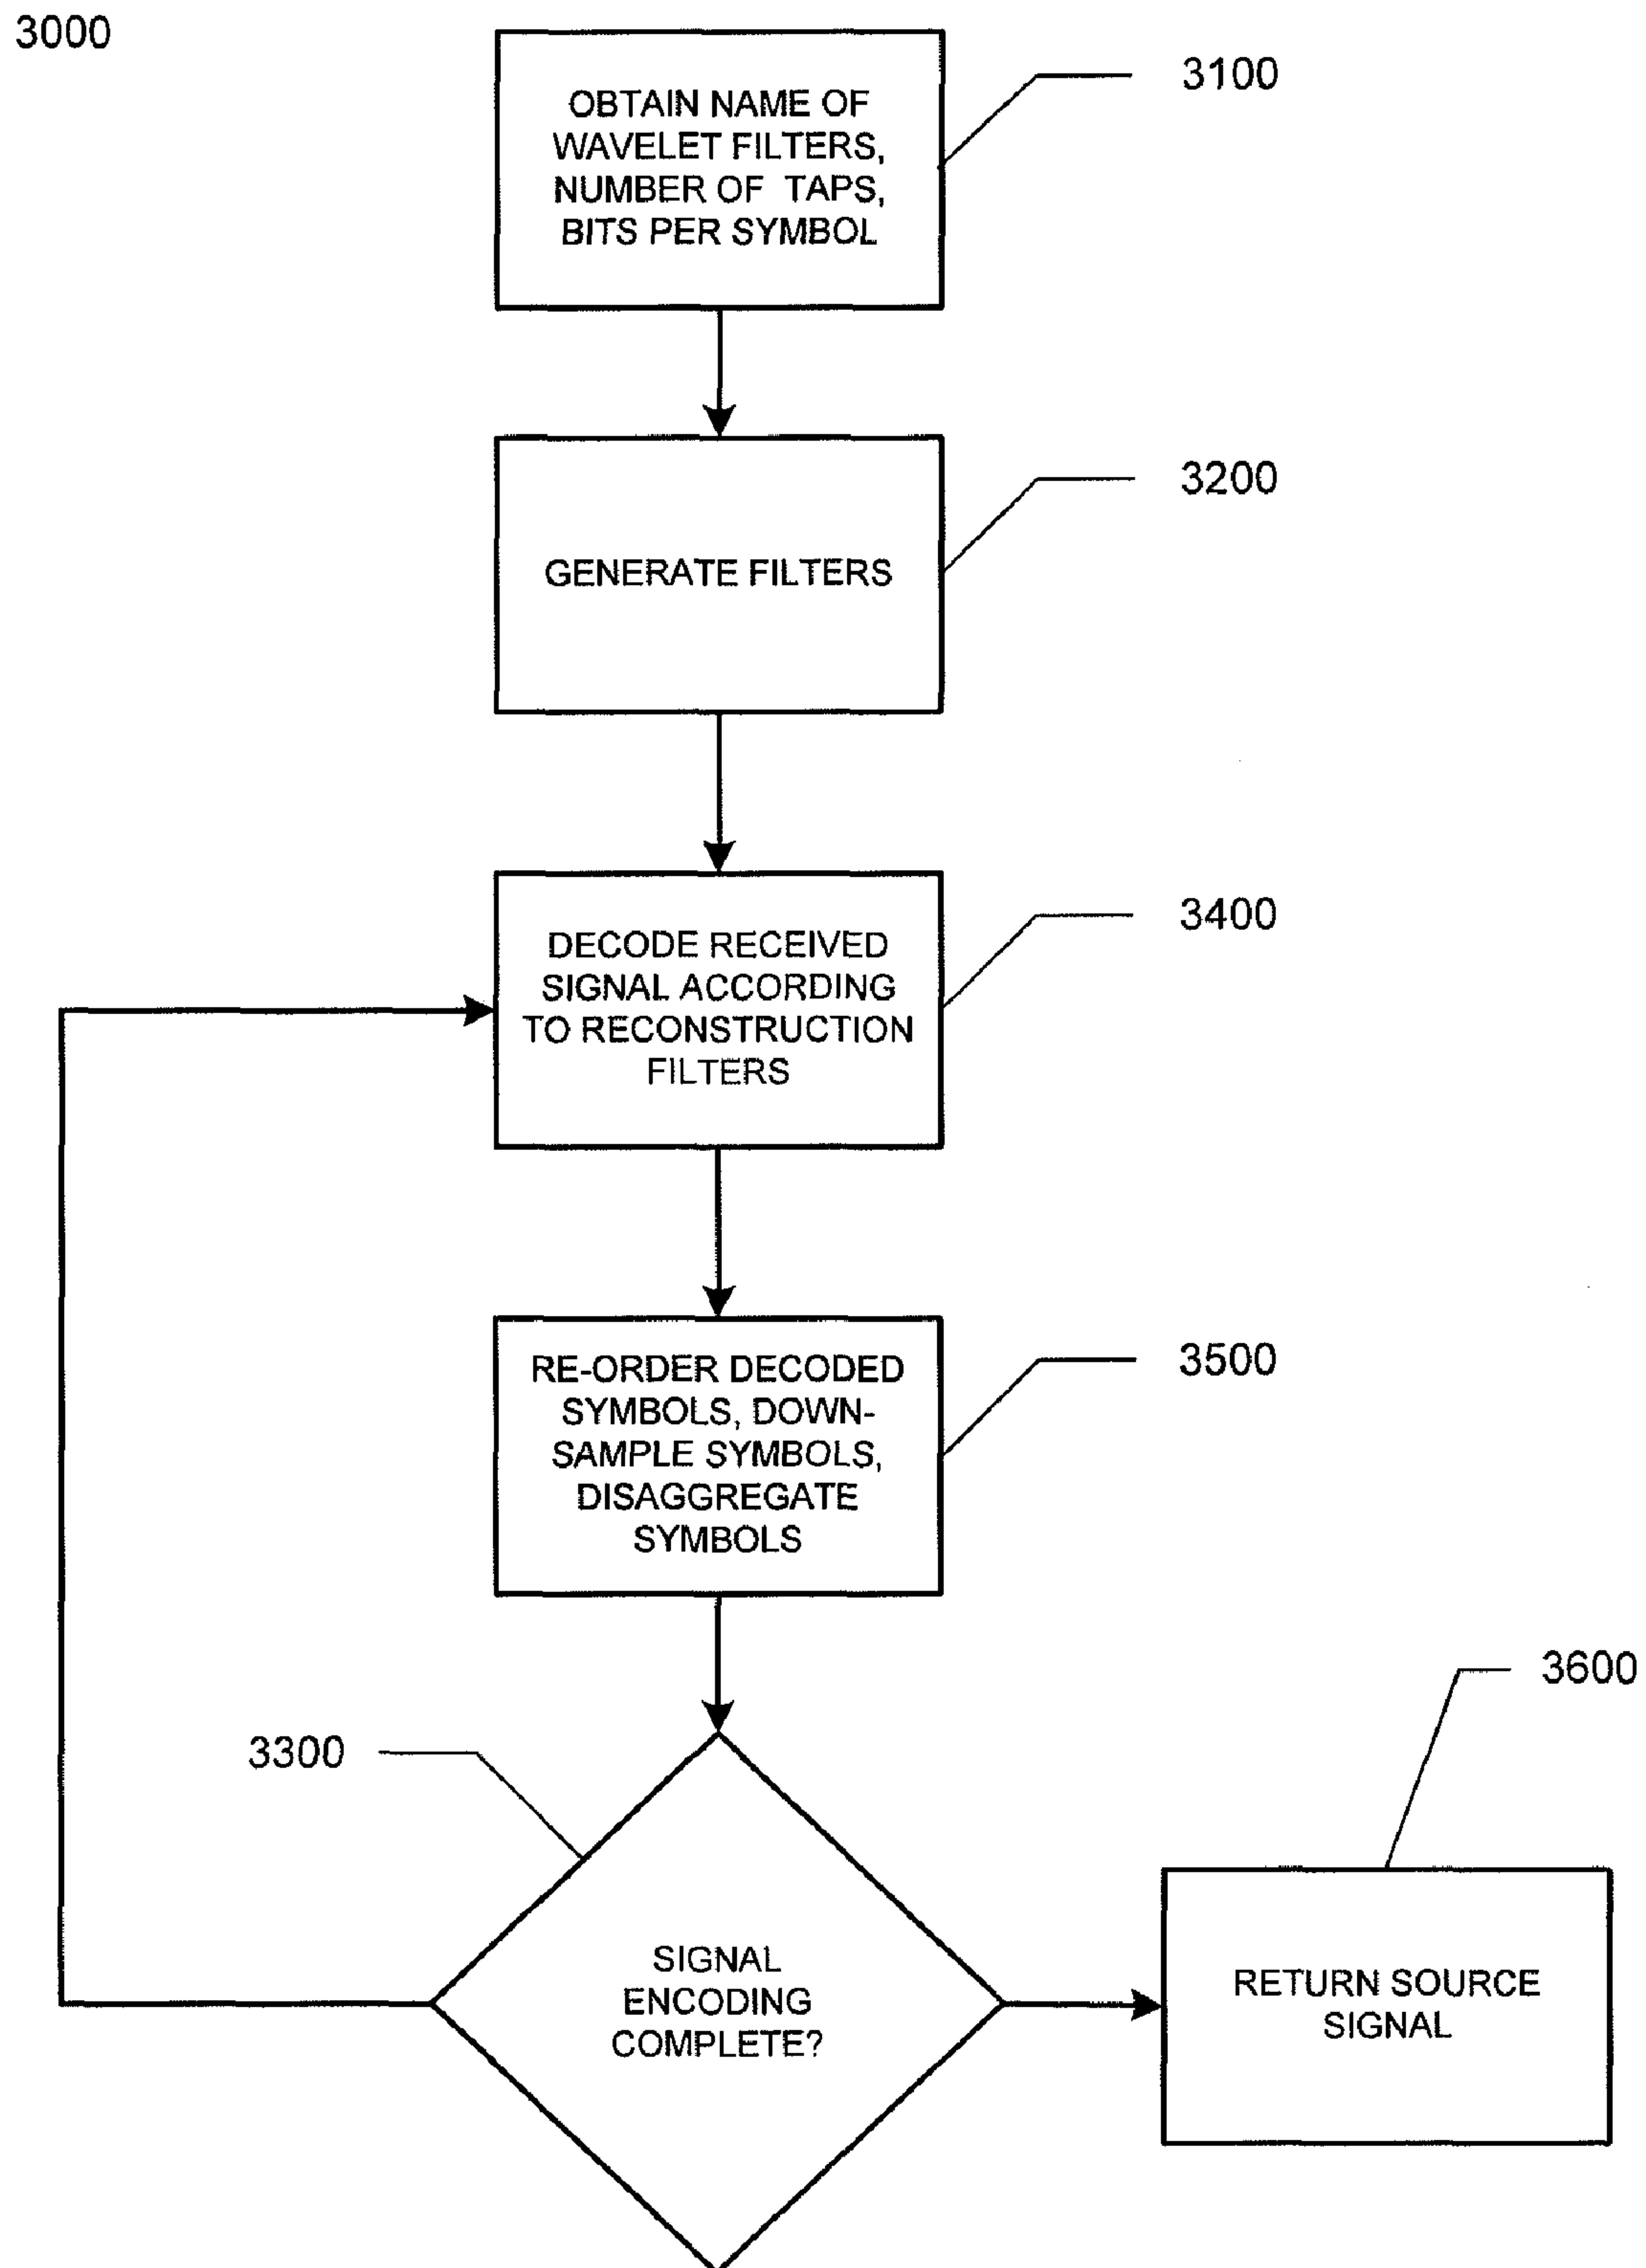 3000
OBTAIN NAME OF
WAVELET FILTERS,
NUMBER OF TAPS,
BITS PER SYMBOL
3100
GENERATE FILTERS
3200
DECODE RECEIVED
SIGNAL ACCORDING
TO RECONSTRUCTION
FILTERS
3400
RE-ORDER DECODED
SYMBOLS, DOWN-
SAMPLE SYMBOLS,
DISAGGREGATE
SYMBOLS
3500
3300
SIGNAL
ENCODING
COMPLETE?
3600
RETURN SOURCE
SIGNAL